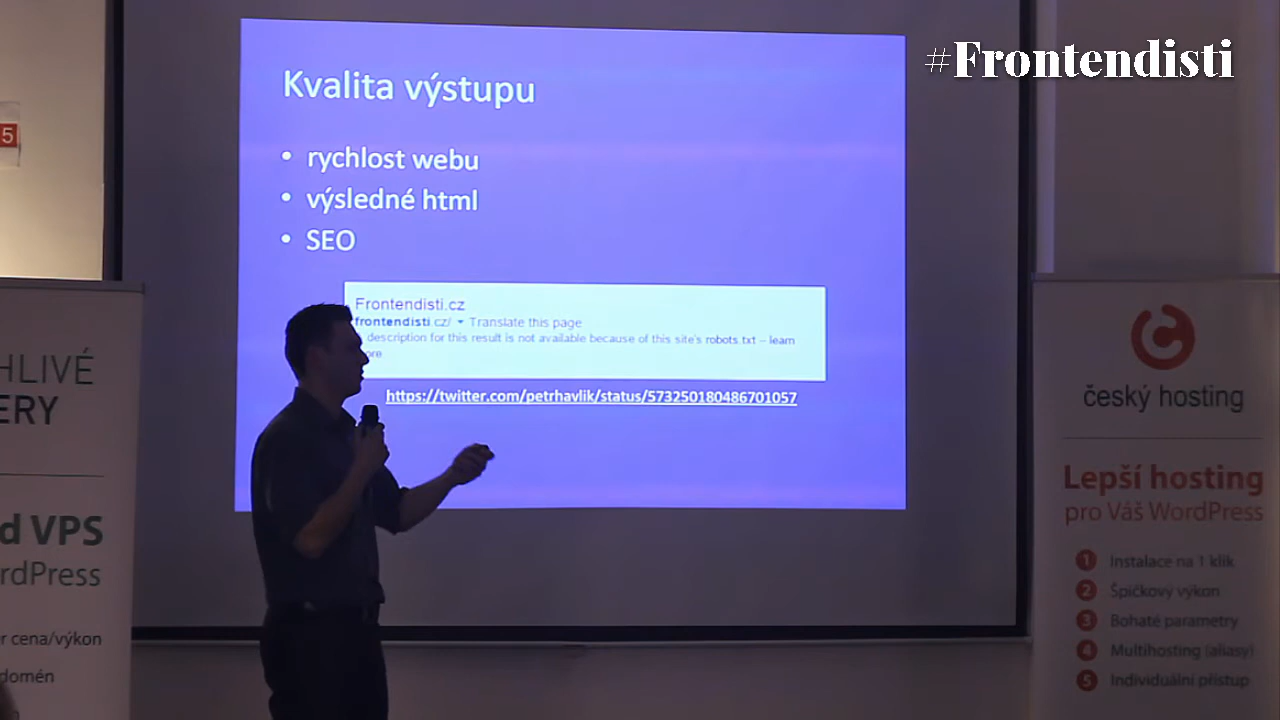 #Frontendisti
5
Kvalita výstupu
• rychlost webu
• výsledné html
• SEO
Frontendisti.cz
frontendisti.cz/ Translate this page
description for this result is not available because of this site's robots.txt – learn
ore
https://twitter.com/petrhavlik/status/573250180486701057
HLIVÉ
ERY
d VPS
rdPress
r cena/výkon
domén
český hosting
Lepší hosting
pro Váš WordPress
1 Instalace na 1 klik
2 Špičkový výkon
3 Bohaté parametry
4 Multihosting (aliasy)
5 Individuální přístup